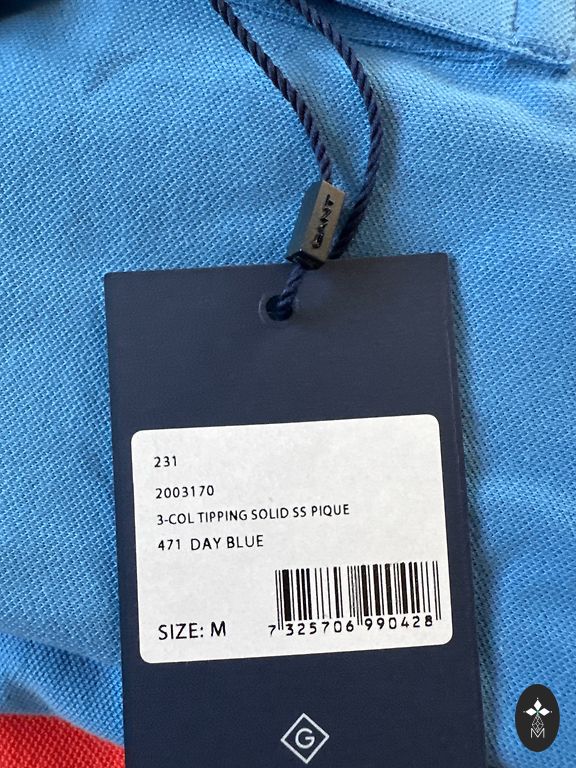 GANT
231
2003170
3-COL TIPPING SOLID SS PIQUE
471 DAY BLUE
SIZE: M
7 325706 990428
G
M